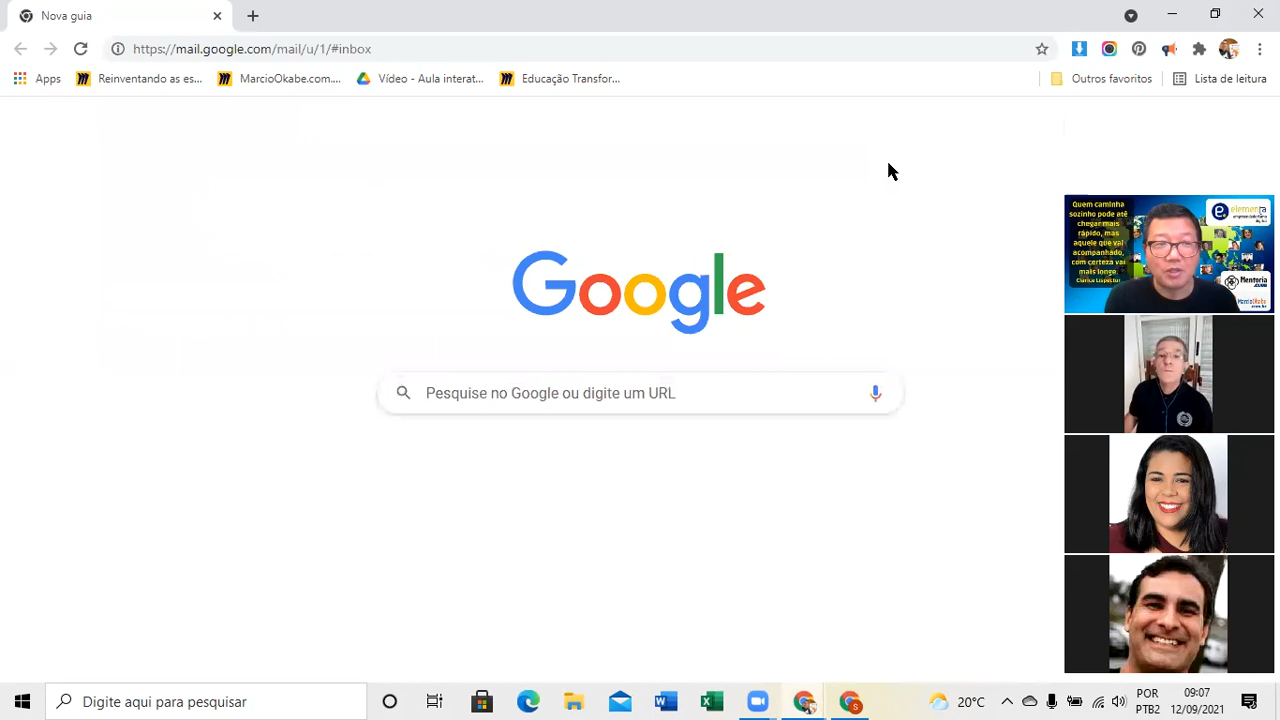 Nova guia
https://mail.google.com/mail/u/1/#inbox
Apps
Reinventando as es...
MarcioOkabe.com....
Vídeo - Aula interat...
Educação Transfor...
Outros favoritos
Lista de leitura
Google
Pesquise no Google ou digite um URL
Quem caminha
sozinho pode até
chegar mais
rápido, mas
aquele que vai
acompanhado,
com certeza vai
mais longe.
Clarice Lispector
Mentoria
Digite aqui para pesquisar
20°C
POR
PTB2
09:07
12/09/2021